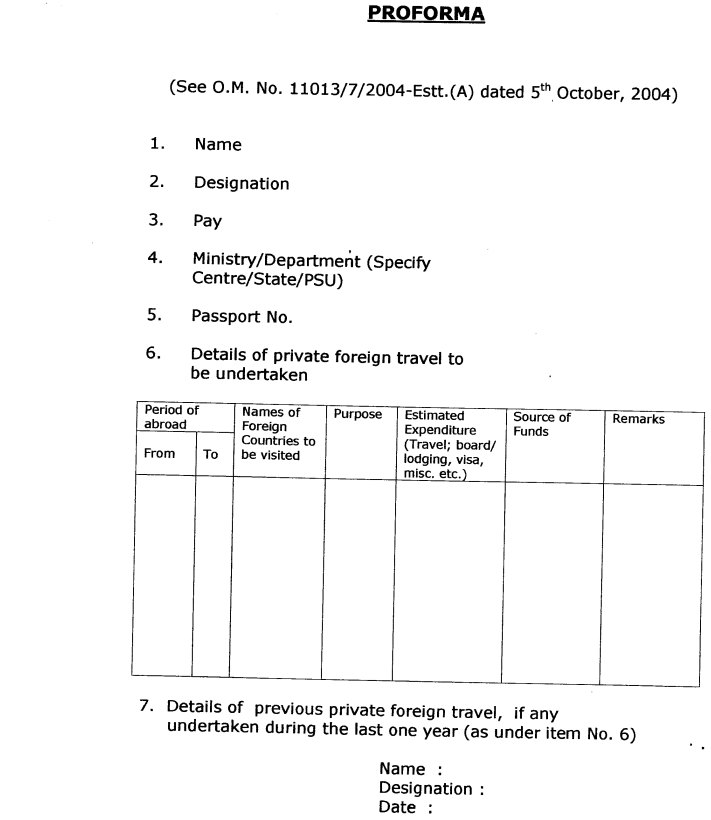 PROFORMA
(See O.M. No. 11013/7/2004-Estt.(A) dated 5th October, 2004)
1. Name
2. Designation
3. Pay
4. Ministry/Department (Specify
Centre/State/PSU)
5. Passport No.
6. Details of private foreign travel to
be undertaken
Period of
abroad
From
To
Names of
Foreign
Countries to
be visited
Purpose
Estimated
Expenditure
(Travel; board/
lodging, visa,
misc. etc.)
Source of
Funds
Remarks
7. Details of previous private foreign travel, if any
undertaken during the last one year (as under item No. 6)
Name :
Designation :
Date :